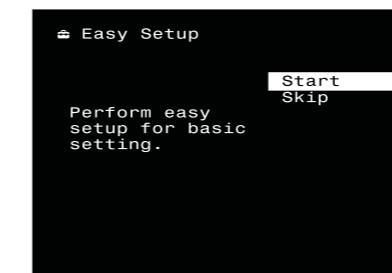 Easy Setup
Start
Skip
Perform easy
setup for basic
setting.